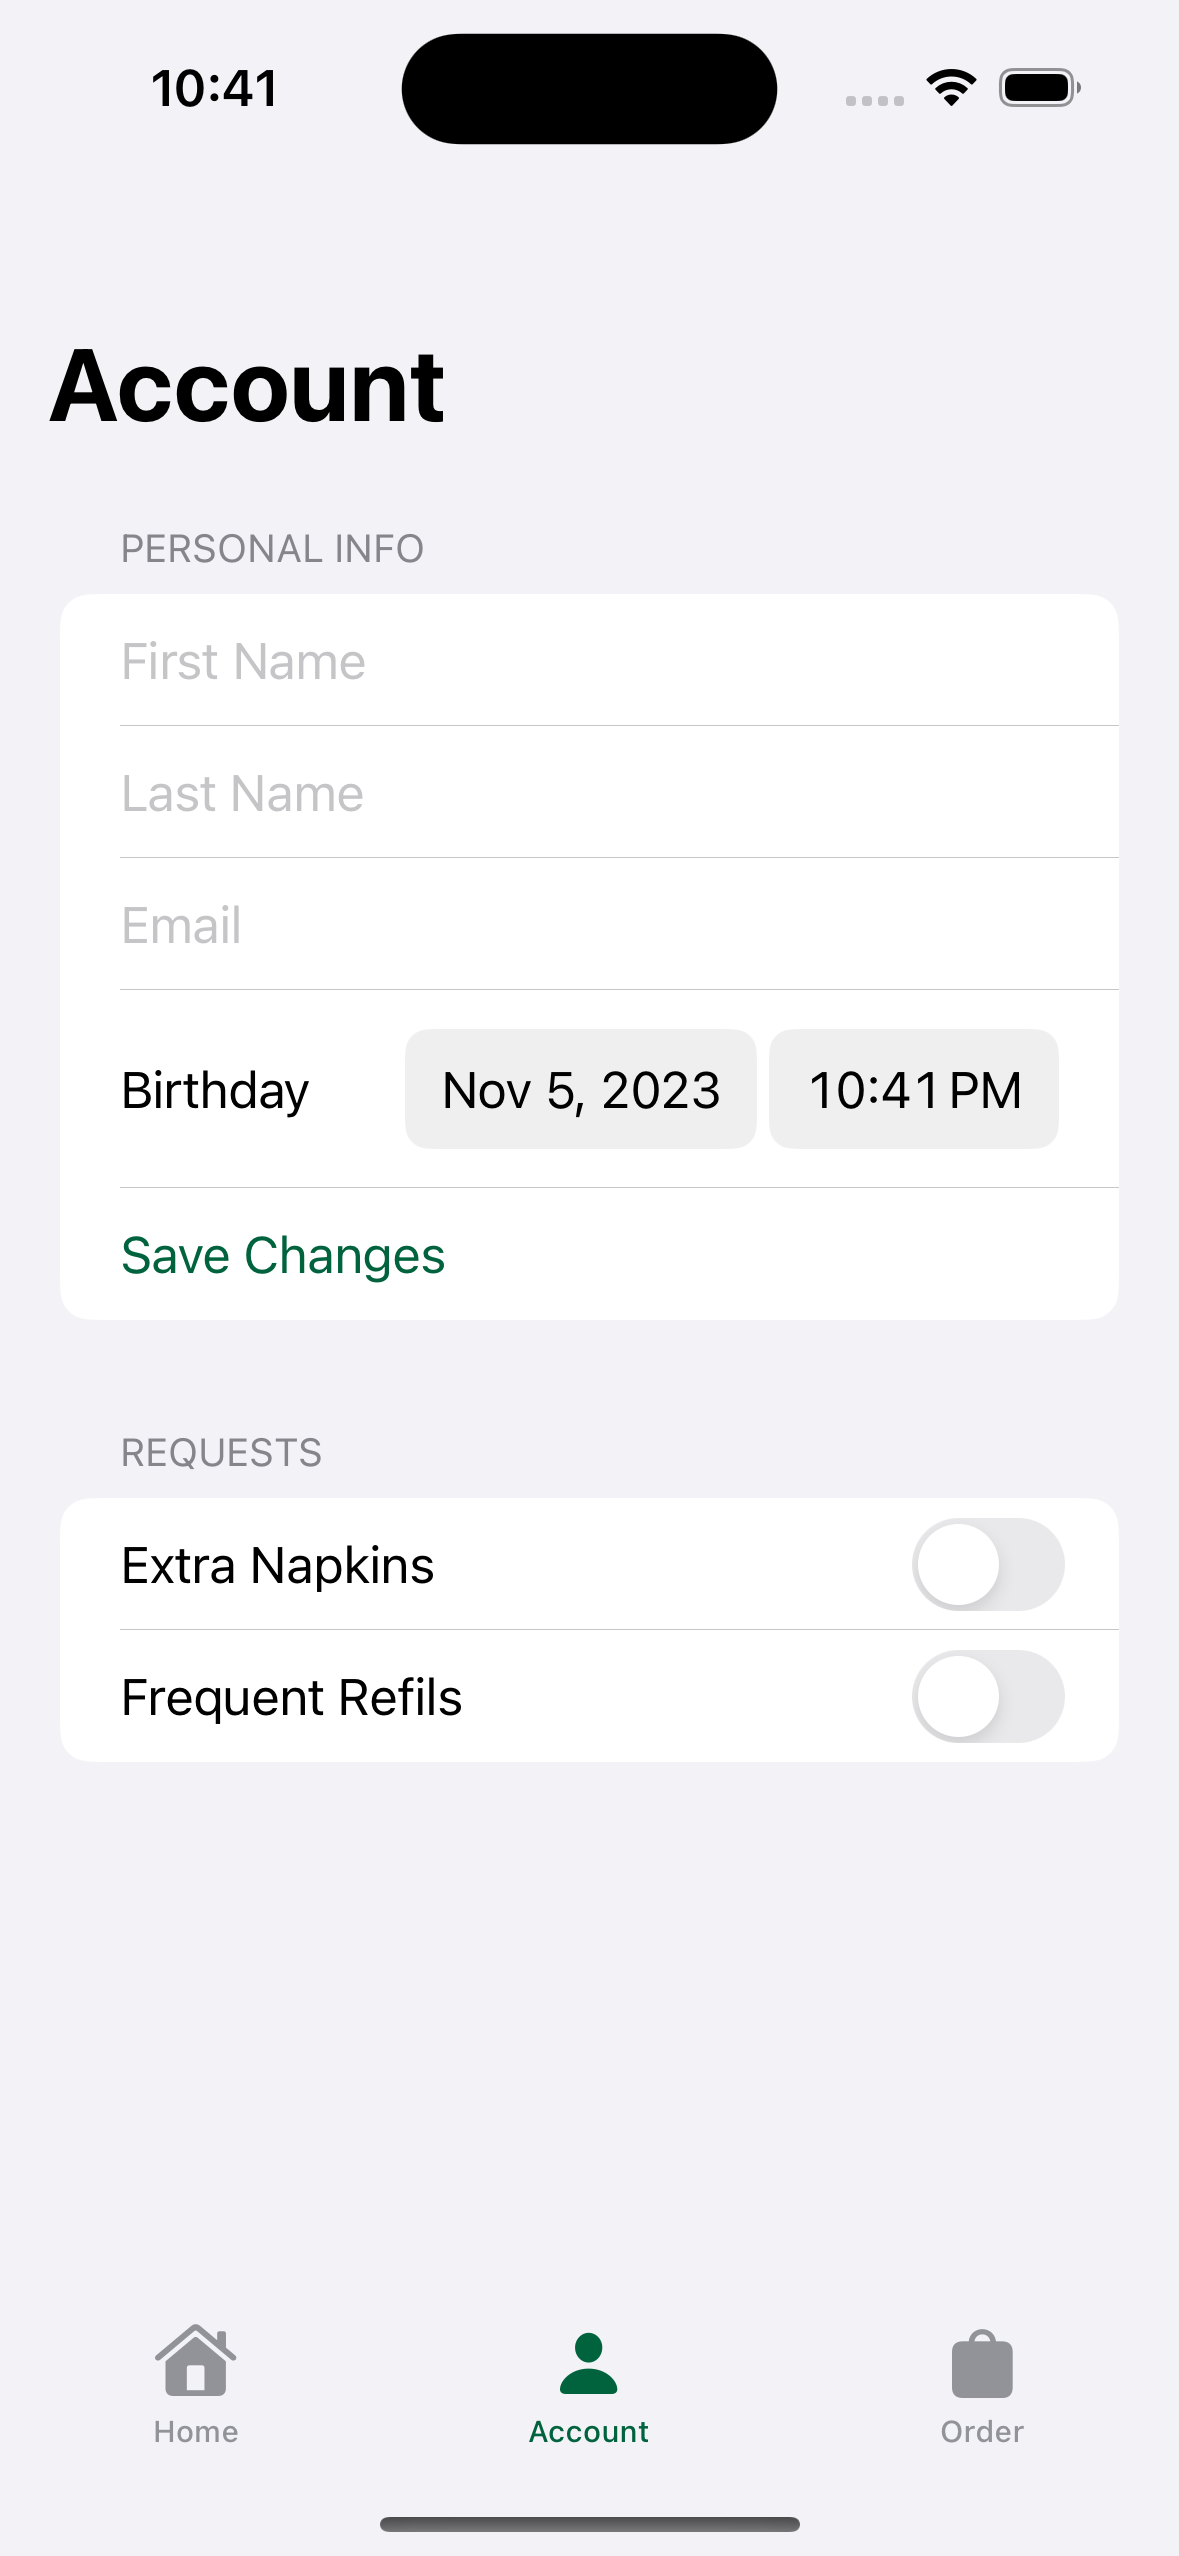 10:41
Account
PERSONAL INFO
First Name
Last Name
Email
Birthday Nov 5, 2023 10:41 PM
Save Changes
REQUESTS
Extra Napkins
Frequent Refils
Home Account Order